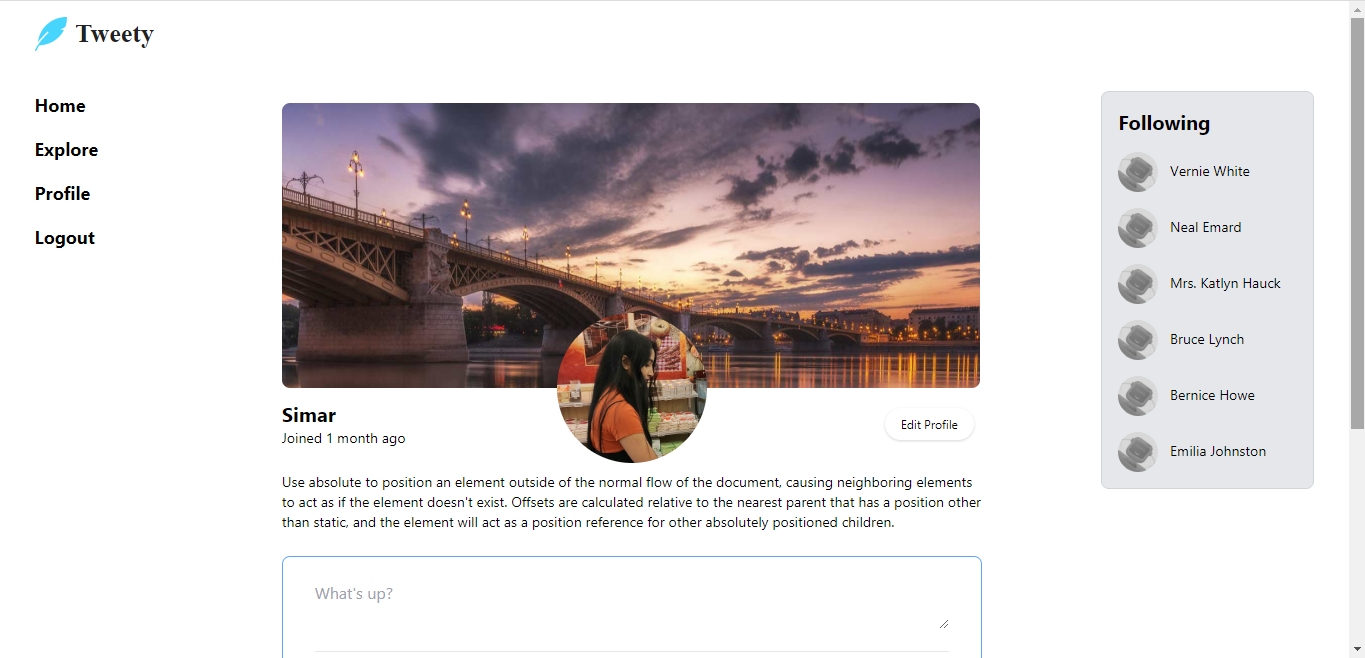 Tweety
Home
Explore
Profile
Logout
Simar
Joined 1 month ago
Edit Profile
Use absolute to position an element outside of the normal flow of the document, causing neighboring elements
to act as if the element doesn't exist. Offsets are calculated relative to the nearest parent that has a position other
than static, and the element will act as a position reference for other absolutely positioned children.
What's up?
Following
Vernie White
Neal Emard
Mrs. Katlyn Hauck
Bruce Lynch
Bernice Howe
Emilia Johnston